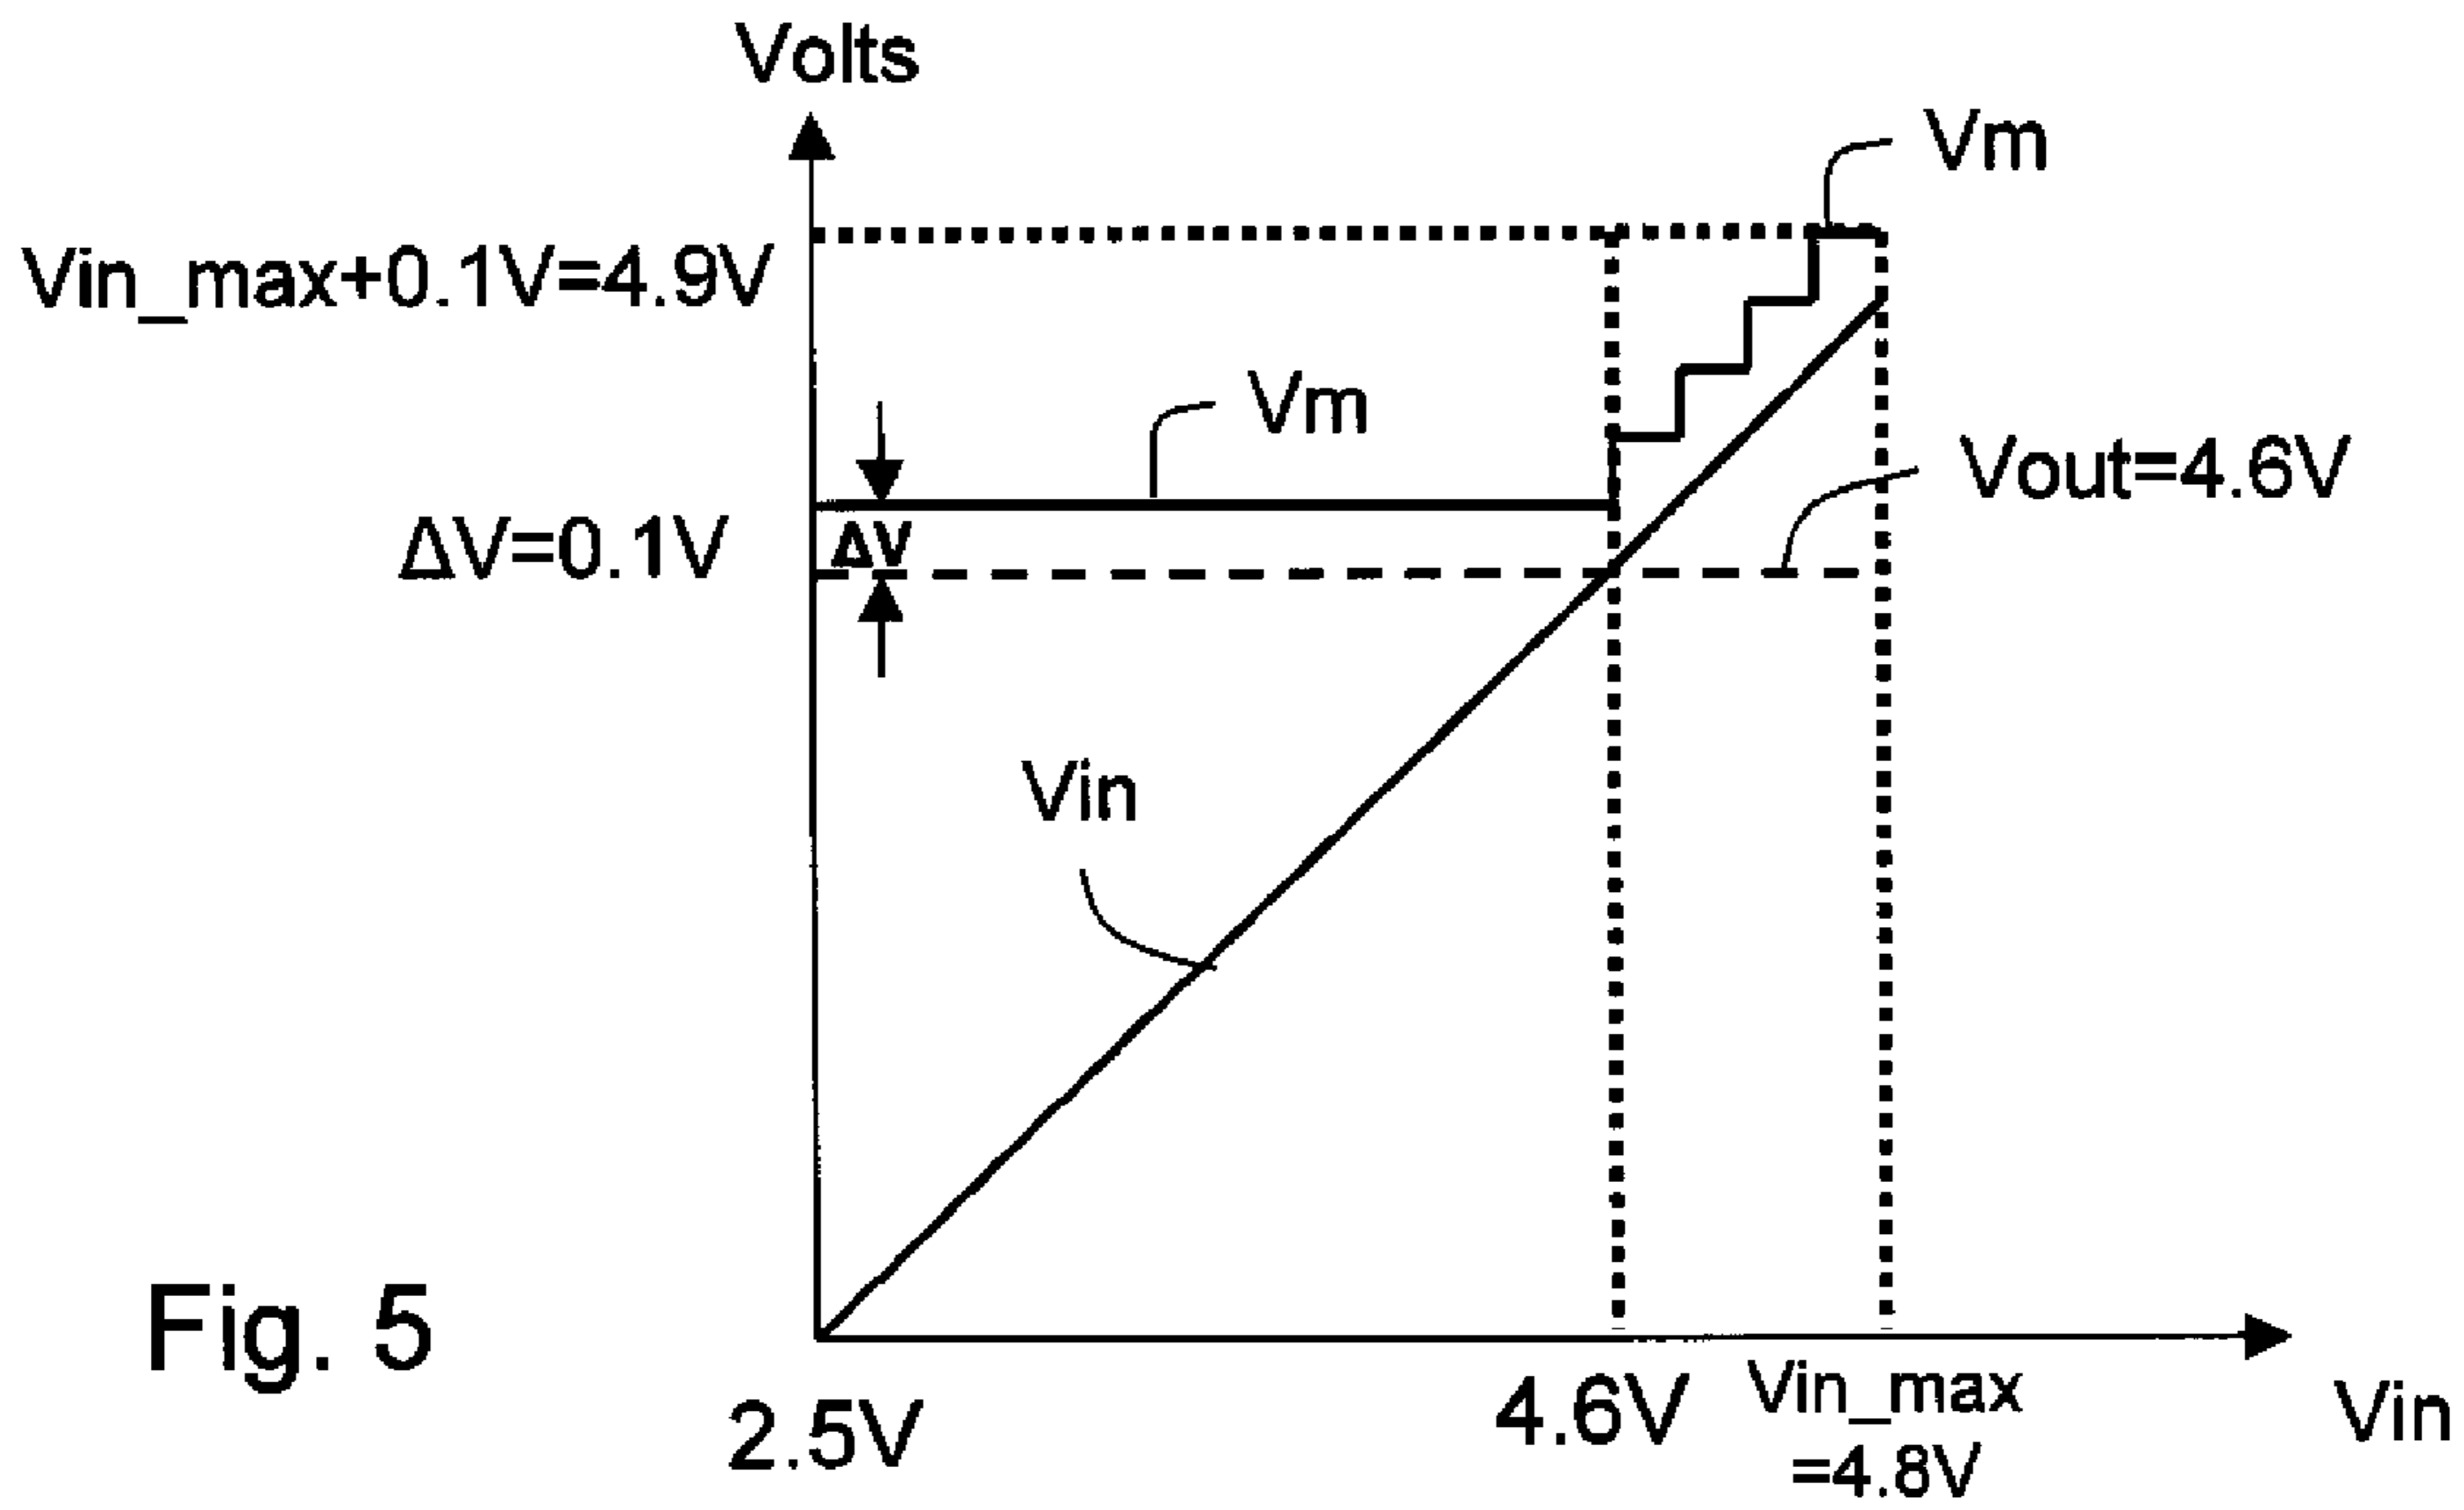 Volts
Vm
Vin_max+0.1V=4.9V
Vm
Vout=4.6V
ΔV=0.1V
ΔV
Vin
Fig. 5
2.5V
4.6V
Vin_max
=4.8V
Vin